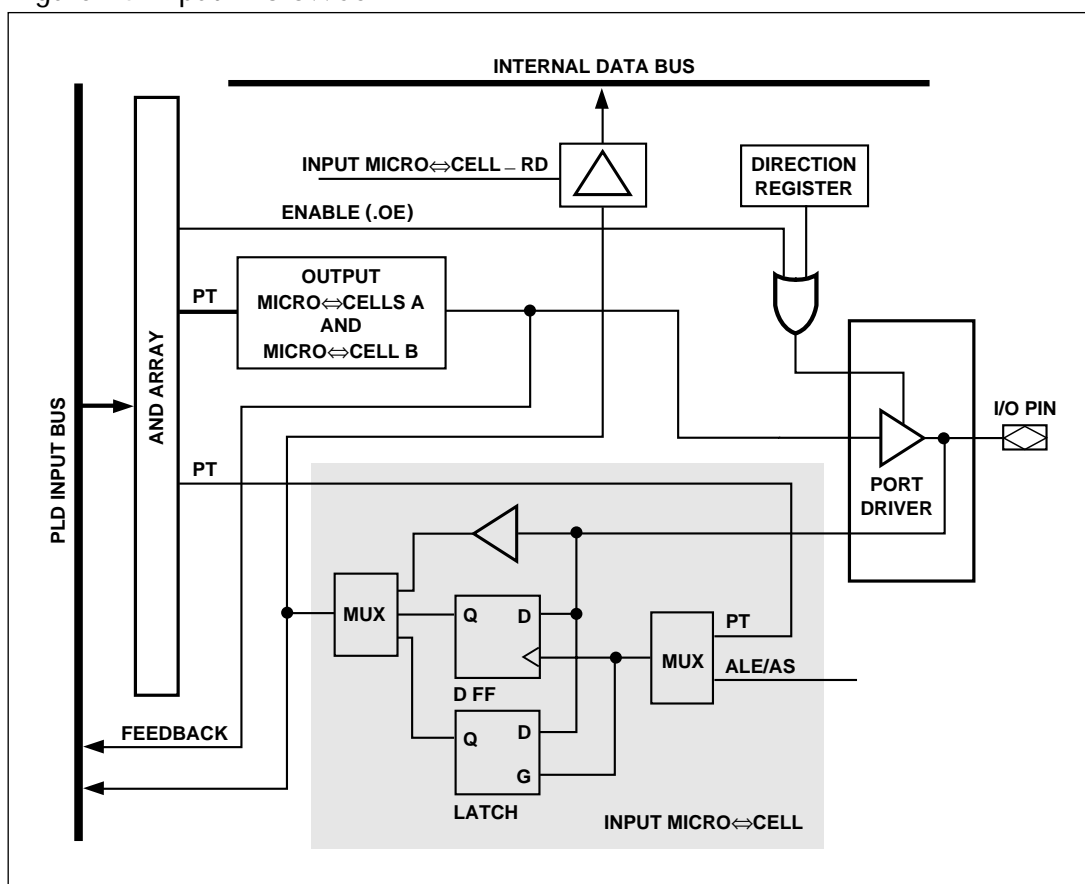 INTERNAL DATA BUS
INPUT MICRO⇔CELL – RD
DIRECTION
REGISTER
ENABLE (.OE)
OUTPUT
MICRO⇔CELLS A
AND
MICRO⇔CELL B
PT
AND ARRAY
PLD INPUT BUS
I/O PIN
PORT
DRIVER
PT
MUX
Q
D
D FF
MUX
PT
ALE/AS
FEEDBACK
Q
D
G
LATCH
INPUT MICRO⇔CELL